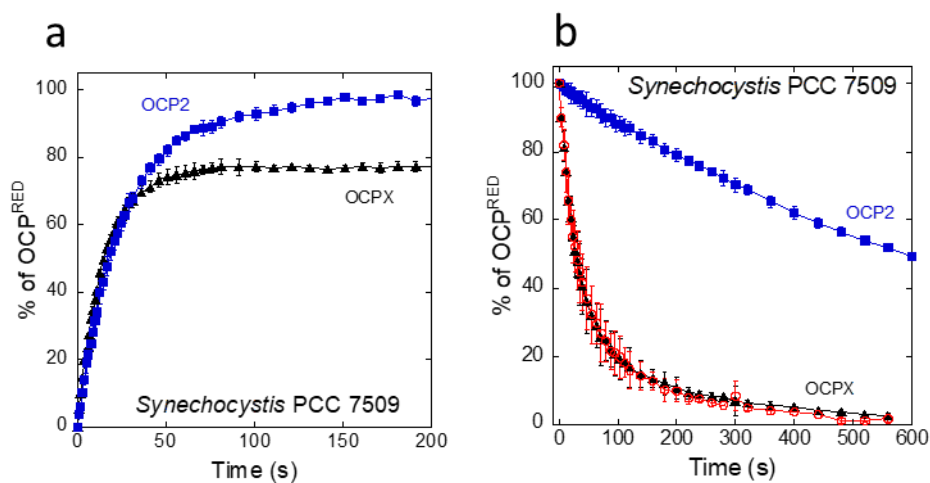 a
100
80
60
40
20
0
% of OCP^RED
OCP2
OCPX
Synechocystis PCC 7509
0 50 100 150 200
Time (s)
b
Synechocystis PCC 7509
100
80
60
40
20
0
% of OCP^RED
OCP2
OCPX
0 100 200 300 400 600
Time (s)